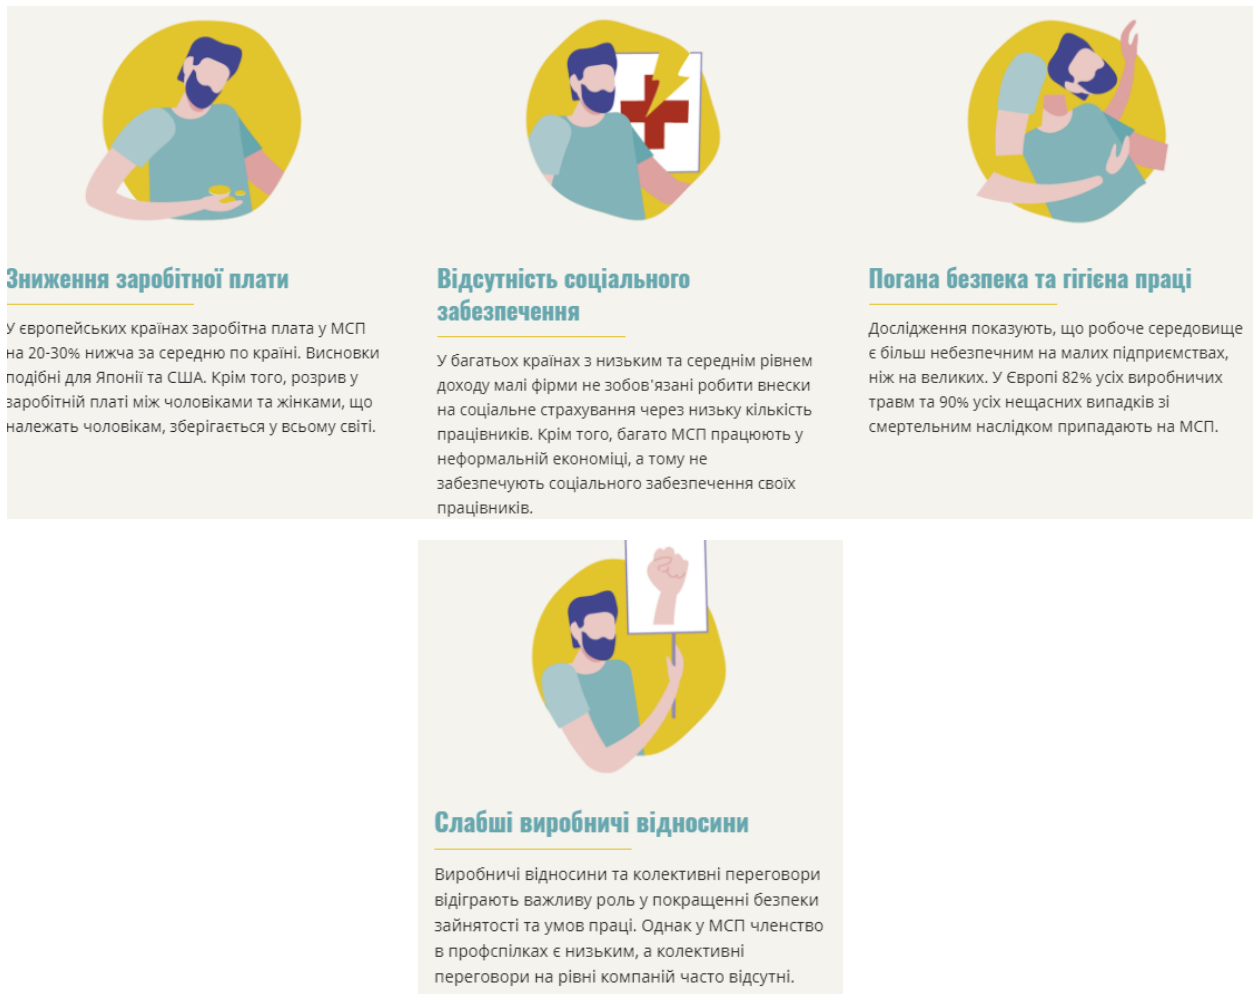 Зниження заробітної плати
У європейських країнах заробітна плата у МСП
на 20-30% нижча за середню по країні. Висновки
подібні для Японії та США. Крім того, розрив у
заробітній платі між чоловіками та жінками, що
належать чоловікам, зберігається у всьому світі.
Відсутність соціального
забезпечення
У багатьох країнах з низьким та середнім рівнем
доходу малі фірми не зобов'язані робити внески
на соціальне страхування через низьку кількість
працівників. Крім того, багато МСП працюють у
неформальній економіці, а тому не
забезпечують соціального забезпечення своїх
працівників.
Погана безпека та гігієна праці
Дослідження показують, що робоче середовище
є більш небезпечним на малих підприємствах,
ніж на великих. У Європі 82% усіх виробничих
травм та 90% усіх нещасних випадків зі
смертельним наслідком припадають на МСП.
Слабші виробничі відносини
Виробничі відносини та колективні переговори
відіграють важливу роль у покращенні безпеки
зайнятості та умов праці. Однак у МСП членство
в профспілках є низьким, а колективні
переговори на рівні компаній часто відсутні.